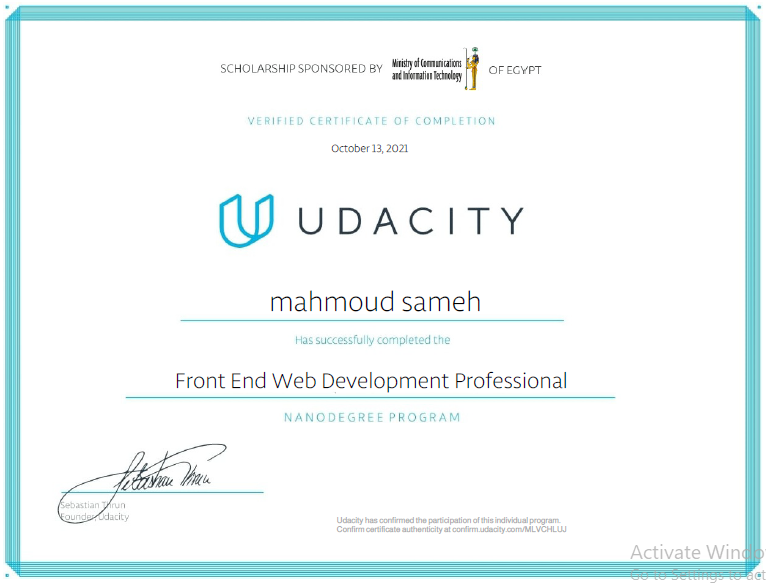 SCHOLARSHIP SPONSORED BY Ministry of Communications and Information Technology OF EGYPT
VERIFIED CERTIFICATE OF COMPLETION
October 13, 2021
UDACITY
mahmoud sameh
Has successfully completed the
Front End Web Development Professional
NANODEGREE PROGRAM
Sebastian Thrun
Sebastian Thrun
Founder, Udacity
Udacity has confirmed the participation of this individual program.
Confirm certificate authenticity at confirm.udacity.com/MLVCHLUJ
Activate Windo
Go to Settings to act